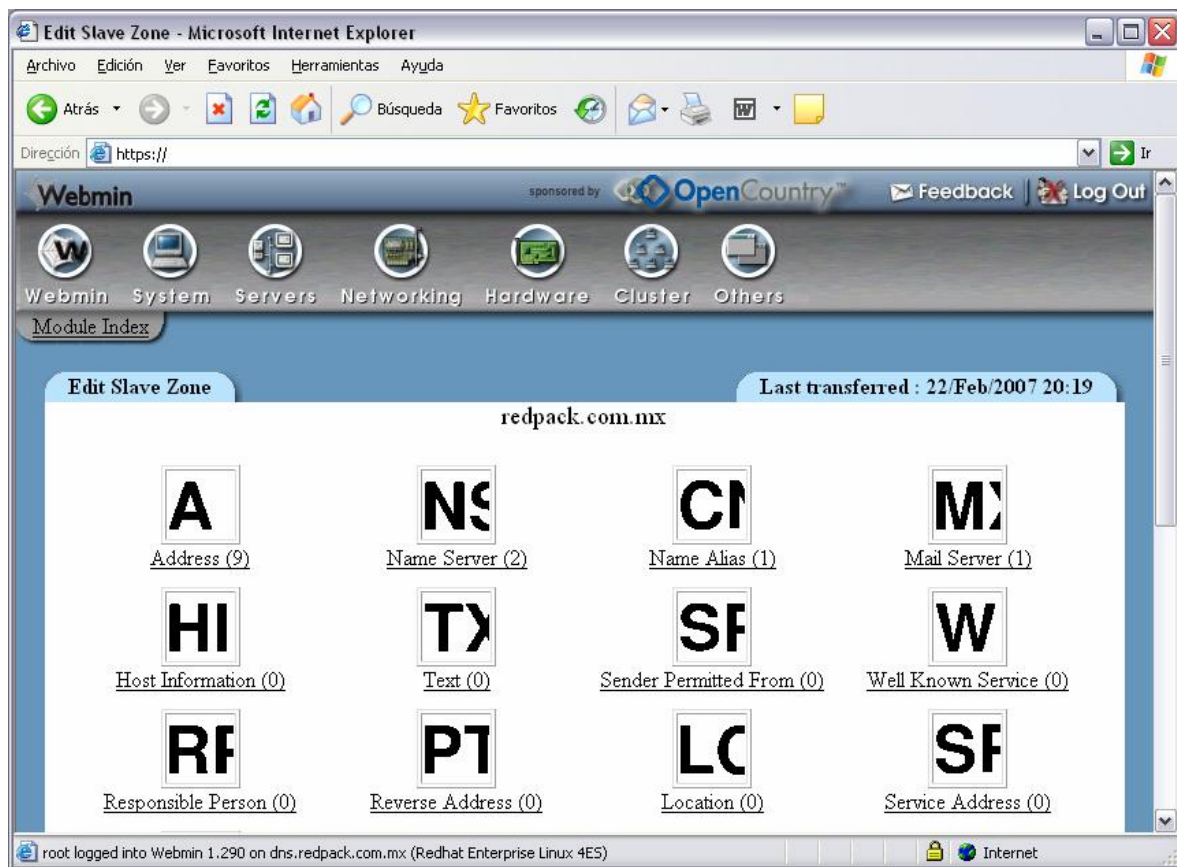 Edit Slave Zone - Microsoft Internet Explorer
Archivo Edición Ver Favoritos Herramientas Ayuda
Atrás Búsqueda Favoritos
Dirección https:// Ir
Webmin sponsored by OpenCountry™ Feedback Log Out
Webmin System Servers Networking Hardware Cluster Others
Module Index
Edit Slave Zone Last transferred : 22/Feb/2007 20:19
redpack.com.mx
A NS CN MX
Address (9) Name Server (2) Name Alias (1) Mail Server (1)
HI TX SP W
Host Information (0) Text (0) Sender Permitted From (0) Well Known Service (0)
RP PT LO SR
Responsible Person (0) Reverse Address (0) Location (0) Service Address (0)
root logged into Webmin 1.290 on dns.redpack.com.mx (Redhat Enterprise Linux 4ES) Internet